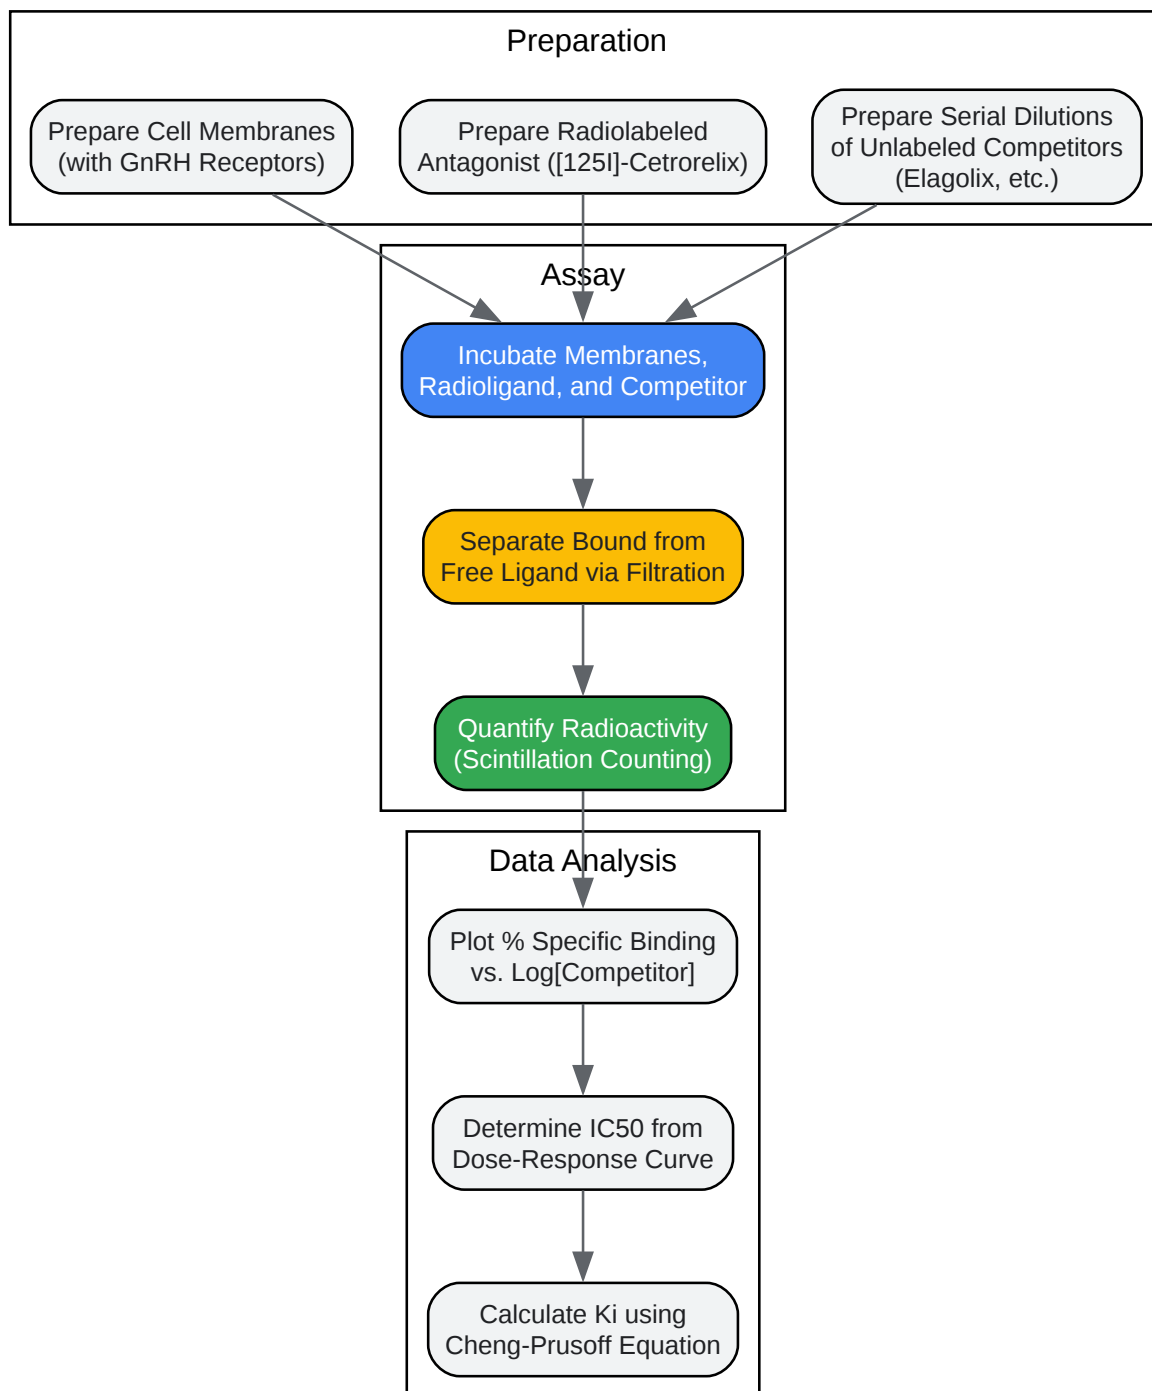 Preparation
Prepare Cell Membranes
(with GnRH Receptors)
Prepare Radiolabeled
Antagonist ([125I]-Cetrorelix)
Prepare Serial Dilutions
of Unlabeled Competitors
(Elagolix, etc.)
Assay
Incubate Membranes,
Radioligand, and Competitor
Separate Bound from
Free Ligand via Filtration
Quantify Radioactivity
(Scintillation Counting)
Data Analysis
Plot % Specific Binding
vs. Log[Competitor]
Determine IC50 from
Dose-Response Curve
Calculate Ki using
Cheng-Prusoff Equation